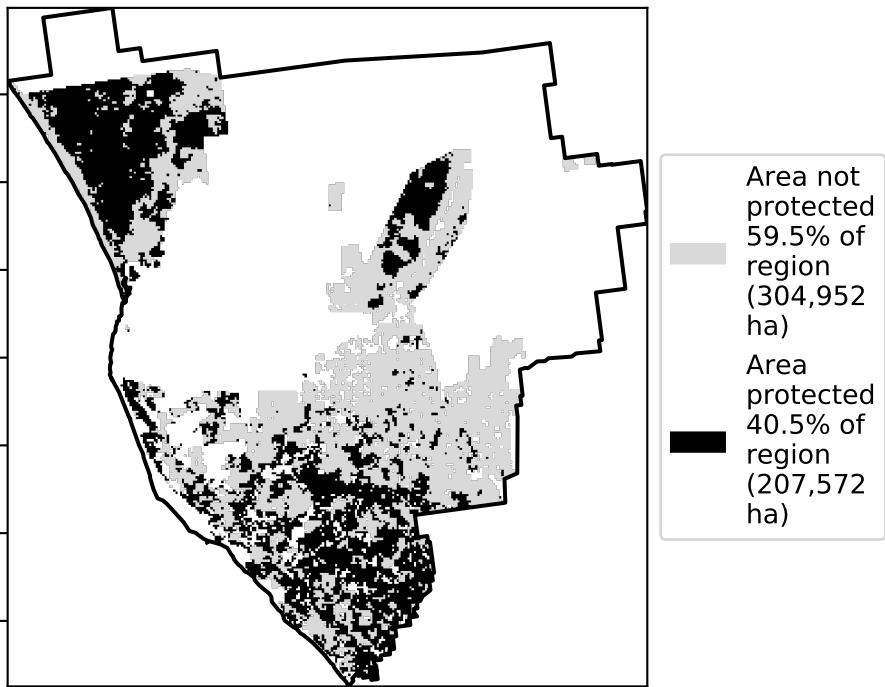 Area not
protected
59.5% of
region
(304,952
ha)
Area
protected
40.5% of
region
(207,572
ha)